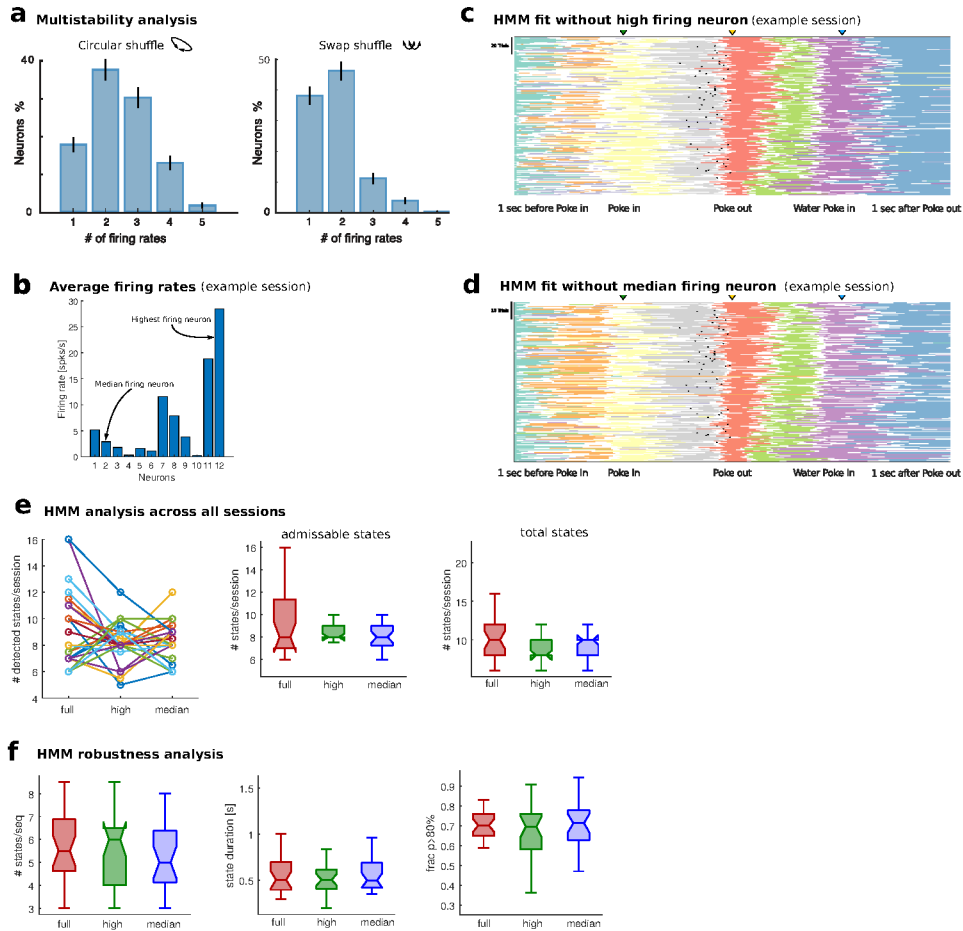 a Multistability analysis
Circular shuffle
Swap shuffle
40
0
Neurons %
1 2 3 4 5
# of firing rates
50
0
Neurons %
1 2 3 4 5
# of firing rates
b Average firing rates (example session)
Highest firing neuron
Median firing neuron
30
25
20
15
10
5
0
Firing rate [spks/s]
1 2 3 4 5 6 7 8 9 10 11 12
Neurons
c HMM fit without high firing neuron (example session)
1 sec before Poke in Poke in Poke out Water Poke in 1 sec after Poke out
d HMM fit without median firing neuron (example session)
1 sec before Poke in Poke in Poke out Water Poke in 1 sec after Poke out
e HMM analysis across all sessions
16
14
12
10
8
6
4
# detected states/session
full high median
admissable states
16
14
12
10
8
6
# states/session
full high median
total states
20
15
10
5
# states/session
full high median
f HMM robustness analysis
8
7
6
5
4
3
# states/seq
full high median
1.5
1
0.5
state duration [s]
full high median
0.9
0.8
0.7
0.6
0.5
0.4
0.3
frac p>80%
full high median